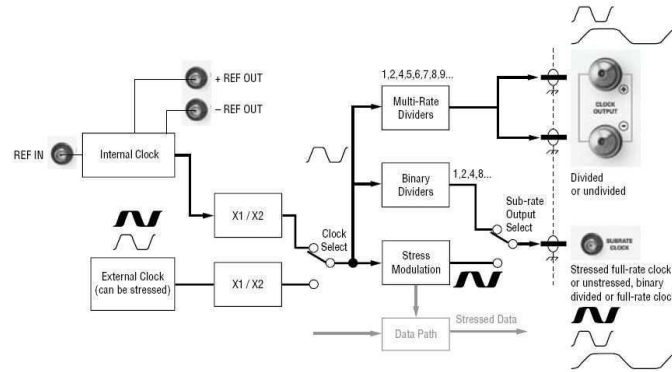 1,2,4,5,6,7,8,9...
+ REF OUT
– REF OUT
Multi-Rate
Dividers
CLOCK
OUTPUT
+
−
REF IN
Internal Clock
Divided
or undivided
Binary
Dividers
1,2,4,8...
Sub-rate
Output
Select
X1 / X2
Clock
Select
SUBRATE
CLOCK
Stress
Modulation
External Clock
(can be stressed)
X1 / X2
Stressed full-rate clock
or unstressed, binary
divided or full-rate cloc
Data Path
Stressed Data